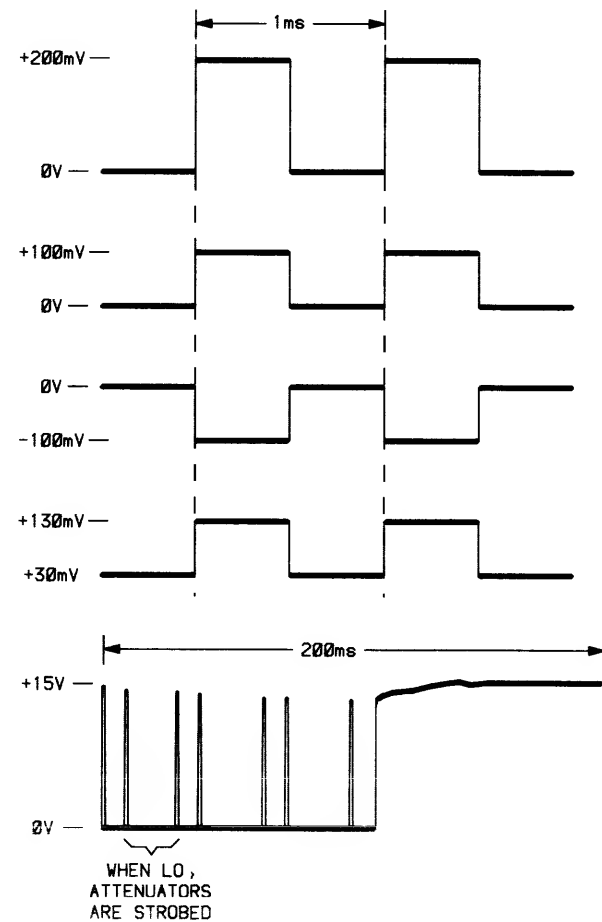 1ms
+200mV
0V
+100mV
0V
0V
-100mV
+130mV
+30mV
200ms
+15V
0V
WHEN LO,
ATTENUATORS
ARE STROBED